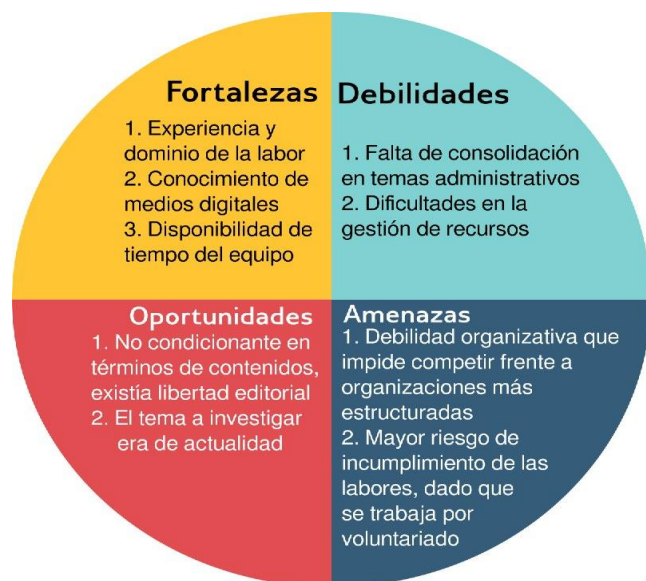 Fortalezas
1. Experiencia y
dominio de la labor
2. Conocimiento de
medios digitales
3. Disponibilidad de
tiempo del equipo
Debilidades
1. Falta de consolidación
en temas administrativos
2. Dificultades en la
gestión de recursos
Oportunidades
1. No condicionante en
términos de contenidos,
existía libertad editorial
2. El tema a investigar
era de actualidad
Amenazas
1. Debilidad organizativa que
impide competir frente a
organizaciones más
estructuradas
2. Mayor riesgo de
incumplimiento de las
labores, dado que
se trabaja por
voluntariado